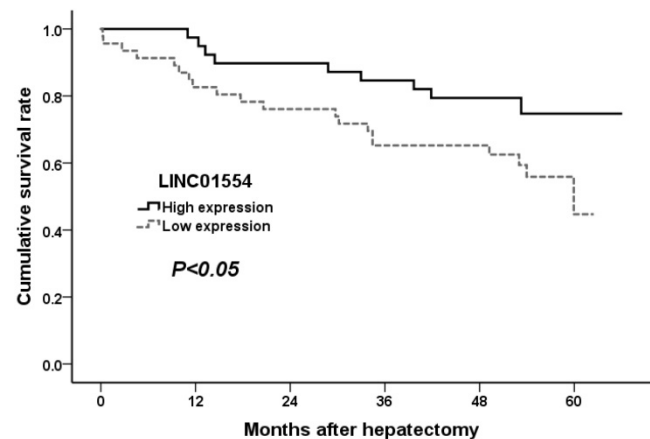 Cumulative survival rate
1.0
0.8
0.6
0.4
0.2
0.0
LINC01554
High expression
Low expression
P<0.05
0 12 24 36 48 60
Months after hepatectomy